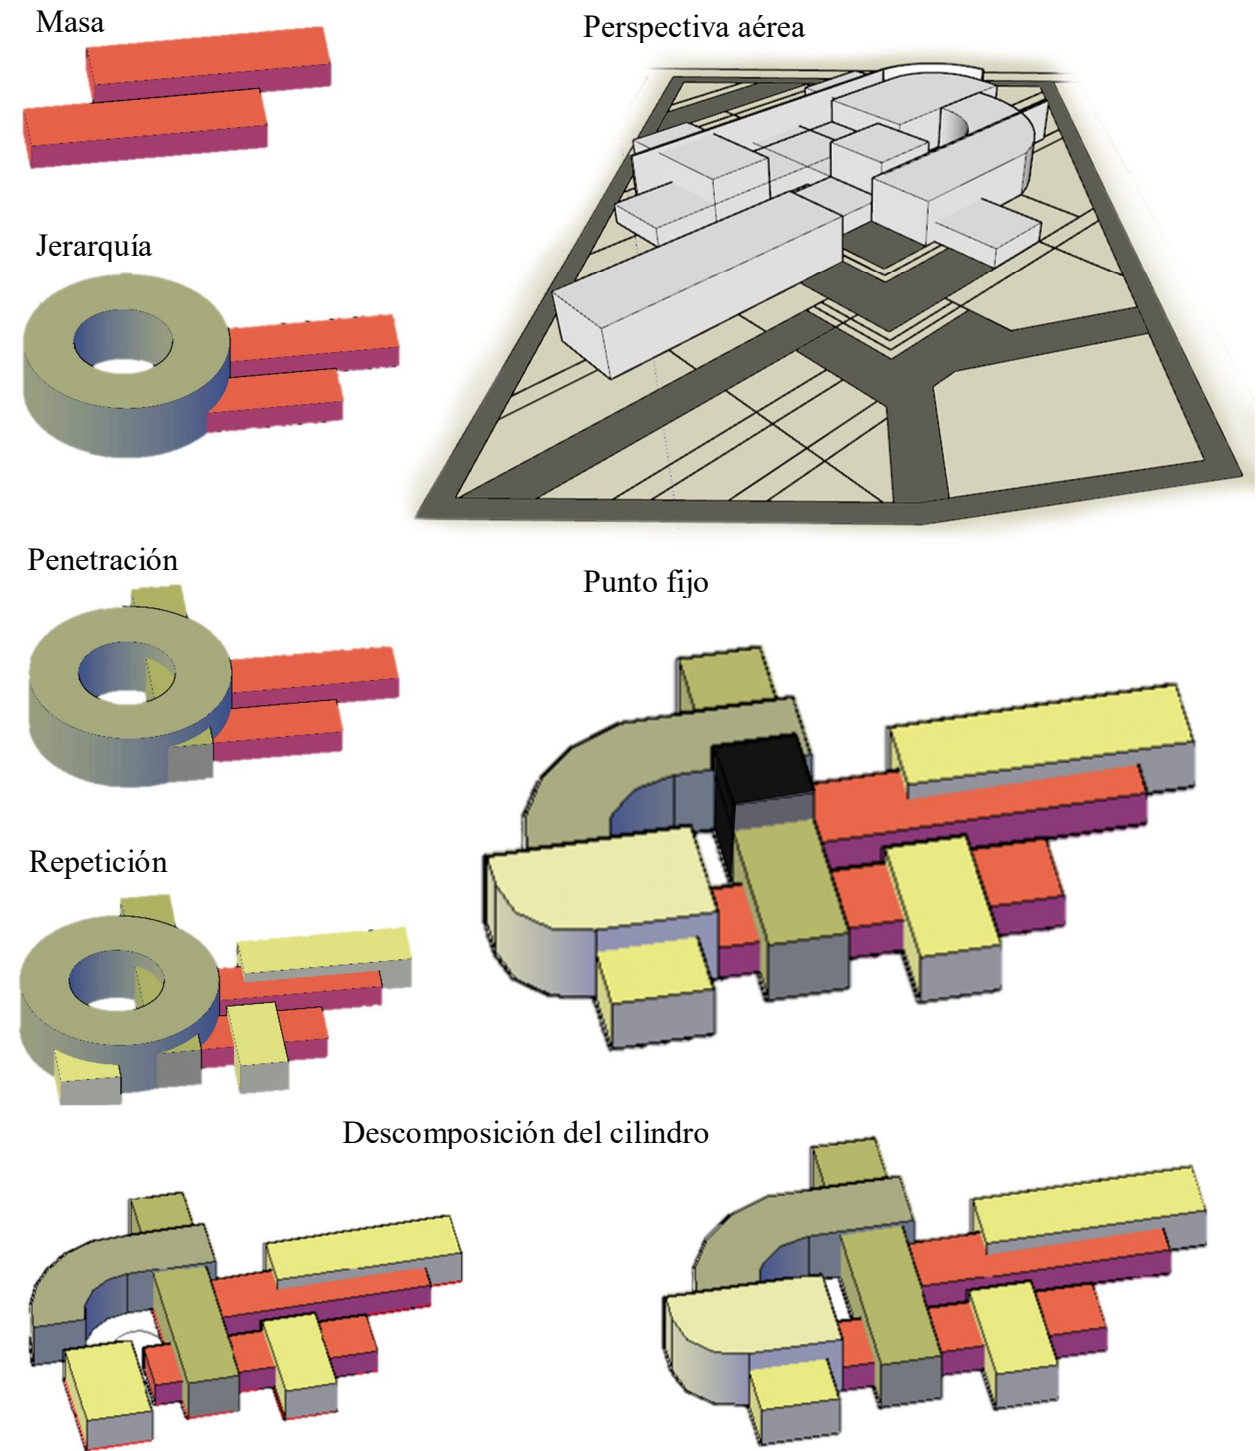 Masa
Perspectiva aérea
Jerarquía
Penetración
Punto fijo
Repetición
Descomposición del cilindro